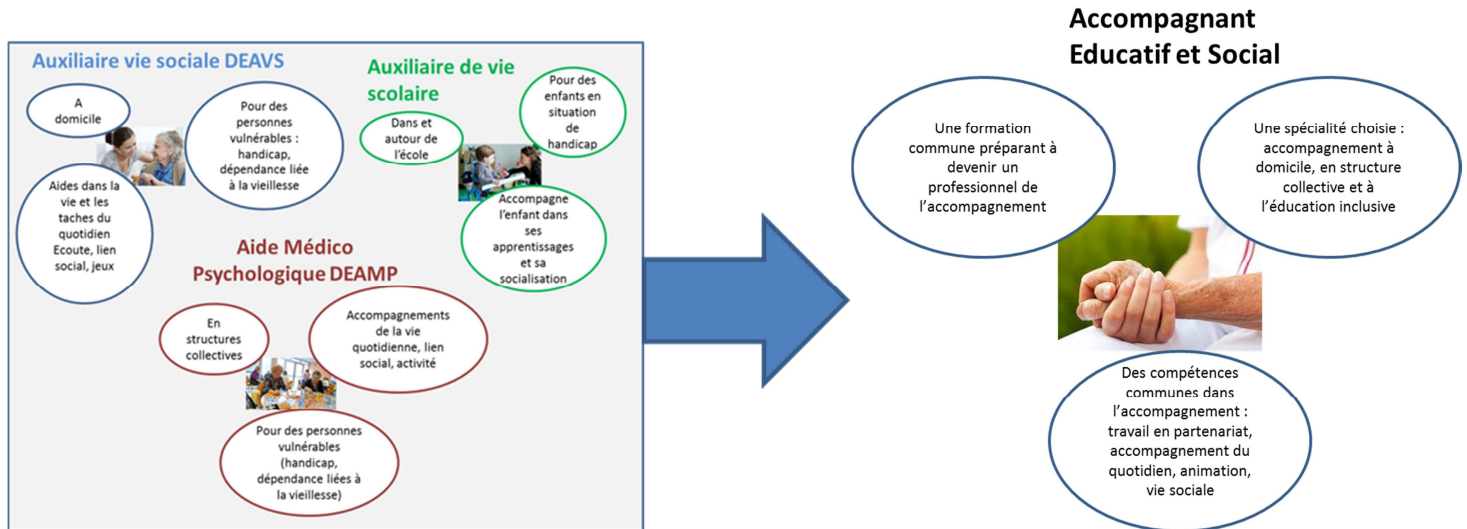 Auxiliaire vie sociale DEAVS
A
domicile
Pour des
personnes
vulnérables :
handicap,
dépendance liée
à la vieillesse
Aides dans la
vie et les
taches du
quotidien
Ecoute, lien
social, jeux
Auxiliaire de vie
scolaire
Dans et
autour de
l'école
Pour des
enfants en
situation
de
handicap
Accompagne
l'enfant dans
ses
apprentissages
et sa
socialisation
Aide Médico
Psychologique DEAMP
En
structures
collectives
Accompagnements
de la vie
quotidienne, lien
social, activité
Pour des personnes
vulnérables
(handicap,
dépendance liées à
la vieillesse)
Accompagnant
Educatif et Social
Une formation
commune préparant à
devenir un
professionnel de
l'accompagnement
Une spécialité choisie :
accompagnement à
domicile, en structure
collective et à
l'éducation inclusive
Des compétences
communes dans
l'accompagnement :
travail en partenariat,
accompagnement du
quotidien, animation,
vie sociale